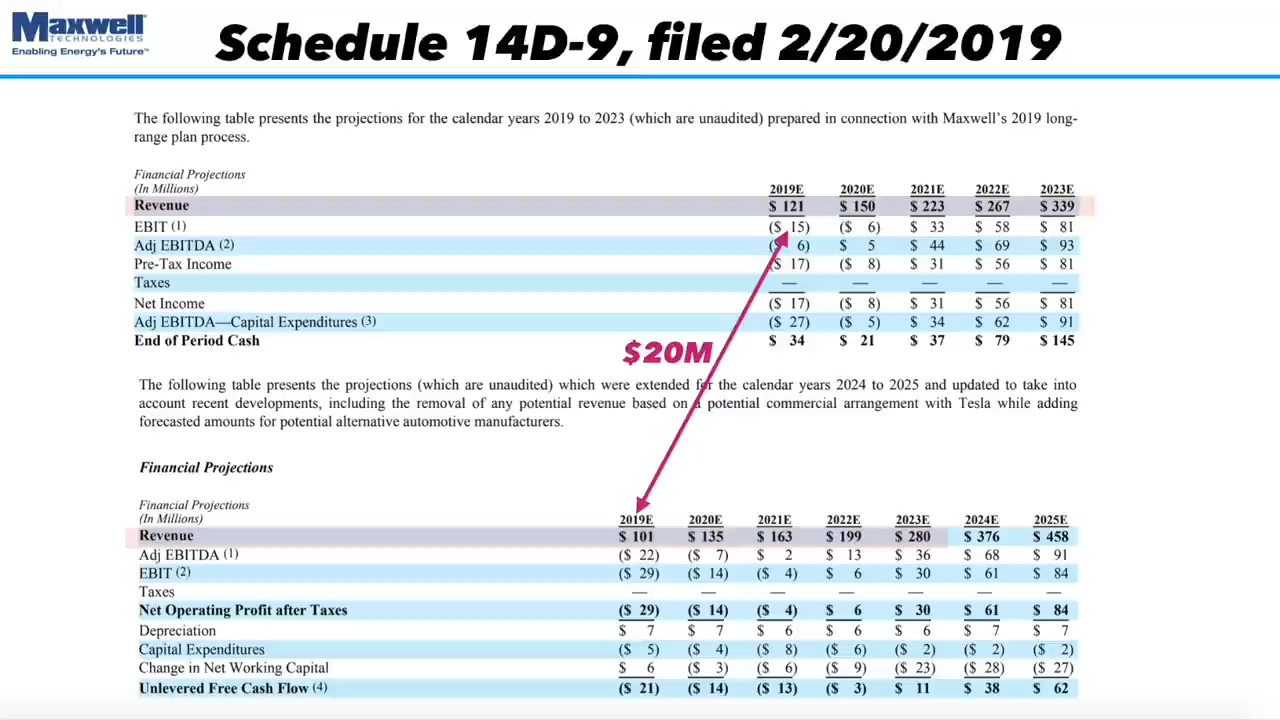 Maxwell
TECHNOLOGIES
Enabling Energy's Future™
Schedule 14D-9, filed 2/20/2019
The following table presents the projections for the calendar years 2019 to 2023 (which are unaudited) prepared in connection with Maxwell's 2019 long-
range plan process.
Financial Projections
(In Millions) 2019E 2020E 2021E 2022E 2023E
Revenue $ 121 $ 150 $ 223 $ 267 $ 339
EBIT (1) ($ 15) ($ 6) $ 33 $ 58 $ 81
Adj EBITDA (2) ($ 6) $ 5 $ 44 $ 69 $ 93
Pre-Tax Income ($ 17) ($ 8) $ 31 $ 56 $ 81
Taxes — — — — —
Net Income ($ 17) ($ 8) $ 31 $ 56 $ 81
Adj EBITDA—Capital Expenditures (3) ($ 27) ($ 5) $ 34 $ 62 $ 91
End of Period Cash $ 34 $ 21 $ 37 $ 79 $ 145
$20M
The following table presents the projections (which are unaudited) which were extended for the calendar years 2024 to 2025 and updated to take into
account recent developments, including the removal of any potential revenue based on a potential commercial arrangement with Tesla while adding
forecasted amounts for potential alternative automotive manufacturers.
Financial Projections
Financial Projections
(In Millions) 2019E 2020E 2021E 2022E 2023E 2024E 2025E
Revenue $ 101 $ 135 $ 163 $ 199 $ 280 $ 376 $ 458
Adj EBITDA (1) ($ 22) ($ 7) $ 2 $ 13 $ 36 $ 68 $ 91
EBIT (2) ($ 29) ($ 14) ($ 4) $ 6 $ 30 $ 61 $ 84
Taxes — — — — — — —
Net Operating Profit after Taxes ($ 29) ($ 14) ($ 4) $ 6 $ 30 $ 61 $ 84
Depreciation $ 7 $ 7 $ 6 $ 6 $ 6 $ 7 $ 7
Capital Expenditures ($ 5) ($ 4) ($ 8) ($ 6) ($ 2) ($ 2) ($ 2)
Change in Net Working Capital $ 6 ($ 3) ($ 6) ($ 9) ($ 23) ($ 28) ($ 27)
Unlevered Free Cash Flow (4) ($ 21) ($ 14) ($ 13) ($ 3) $ 11 $ 38 $ 62